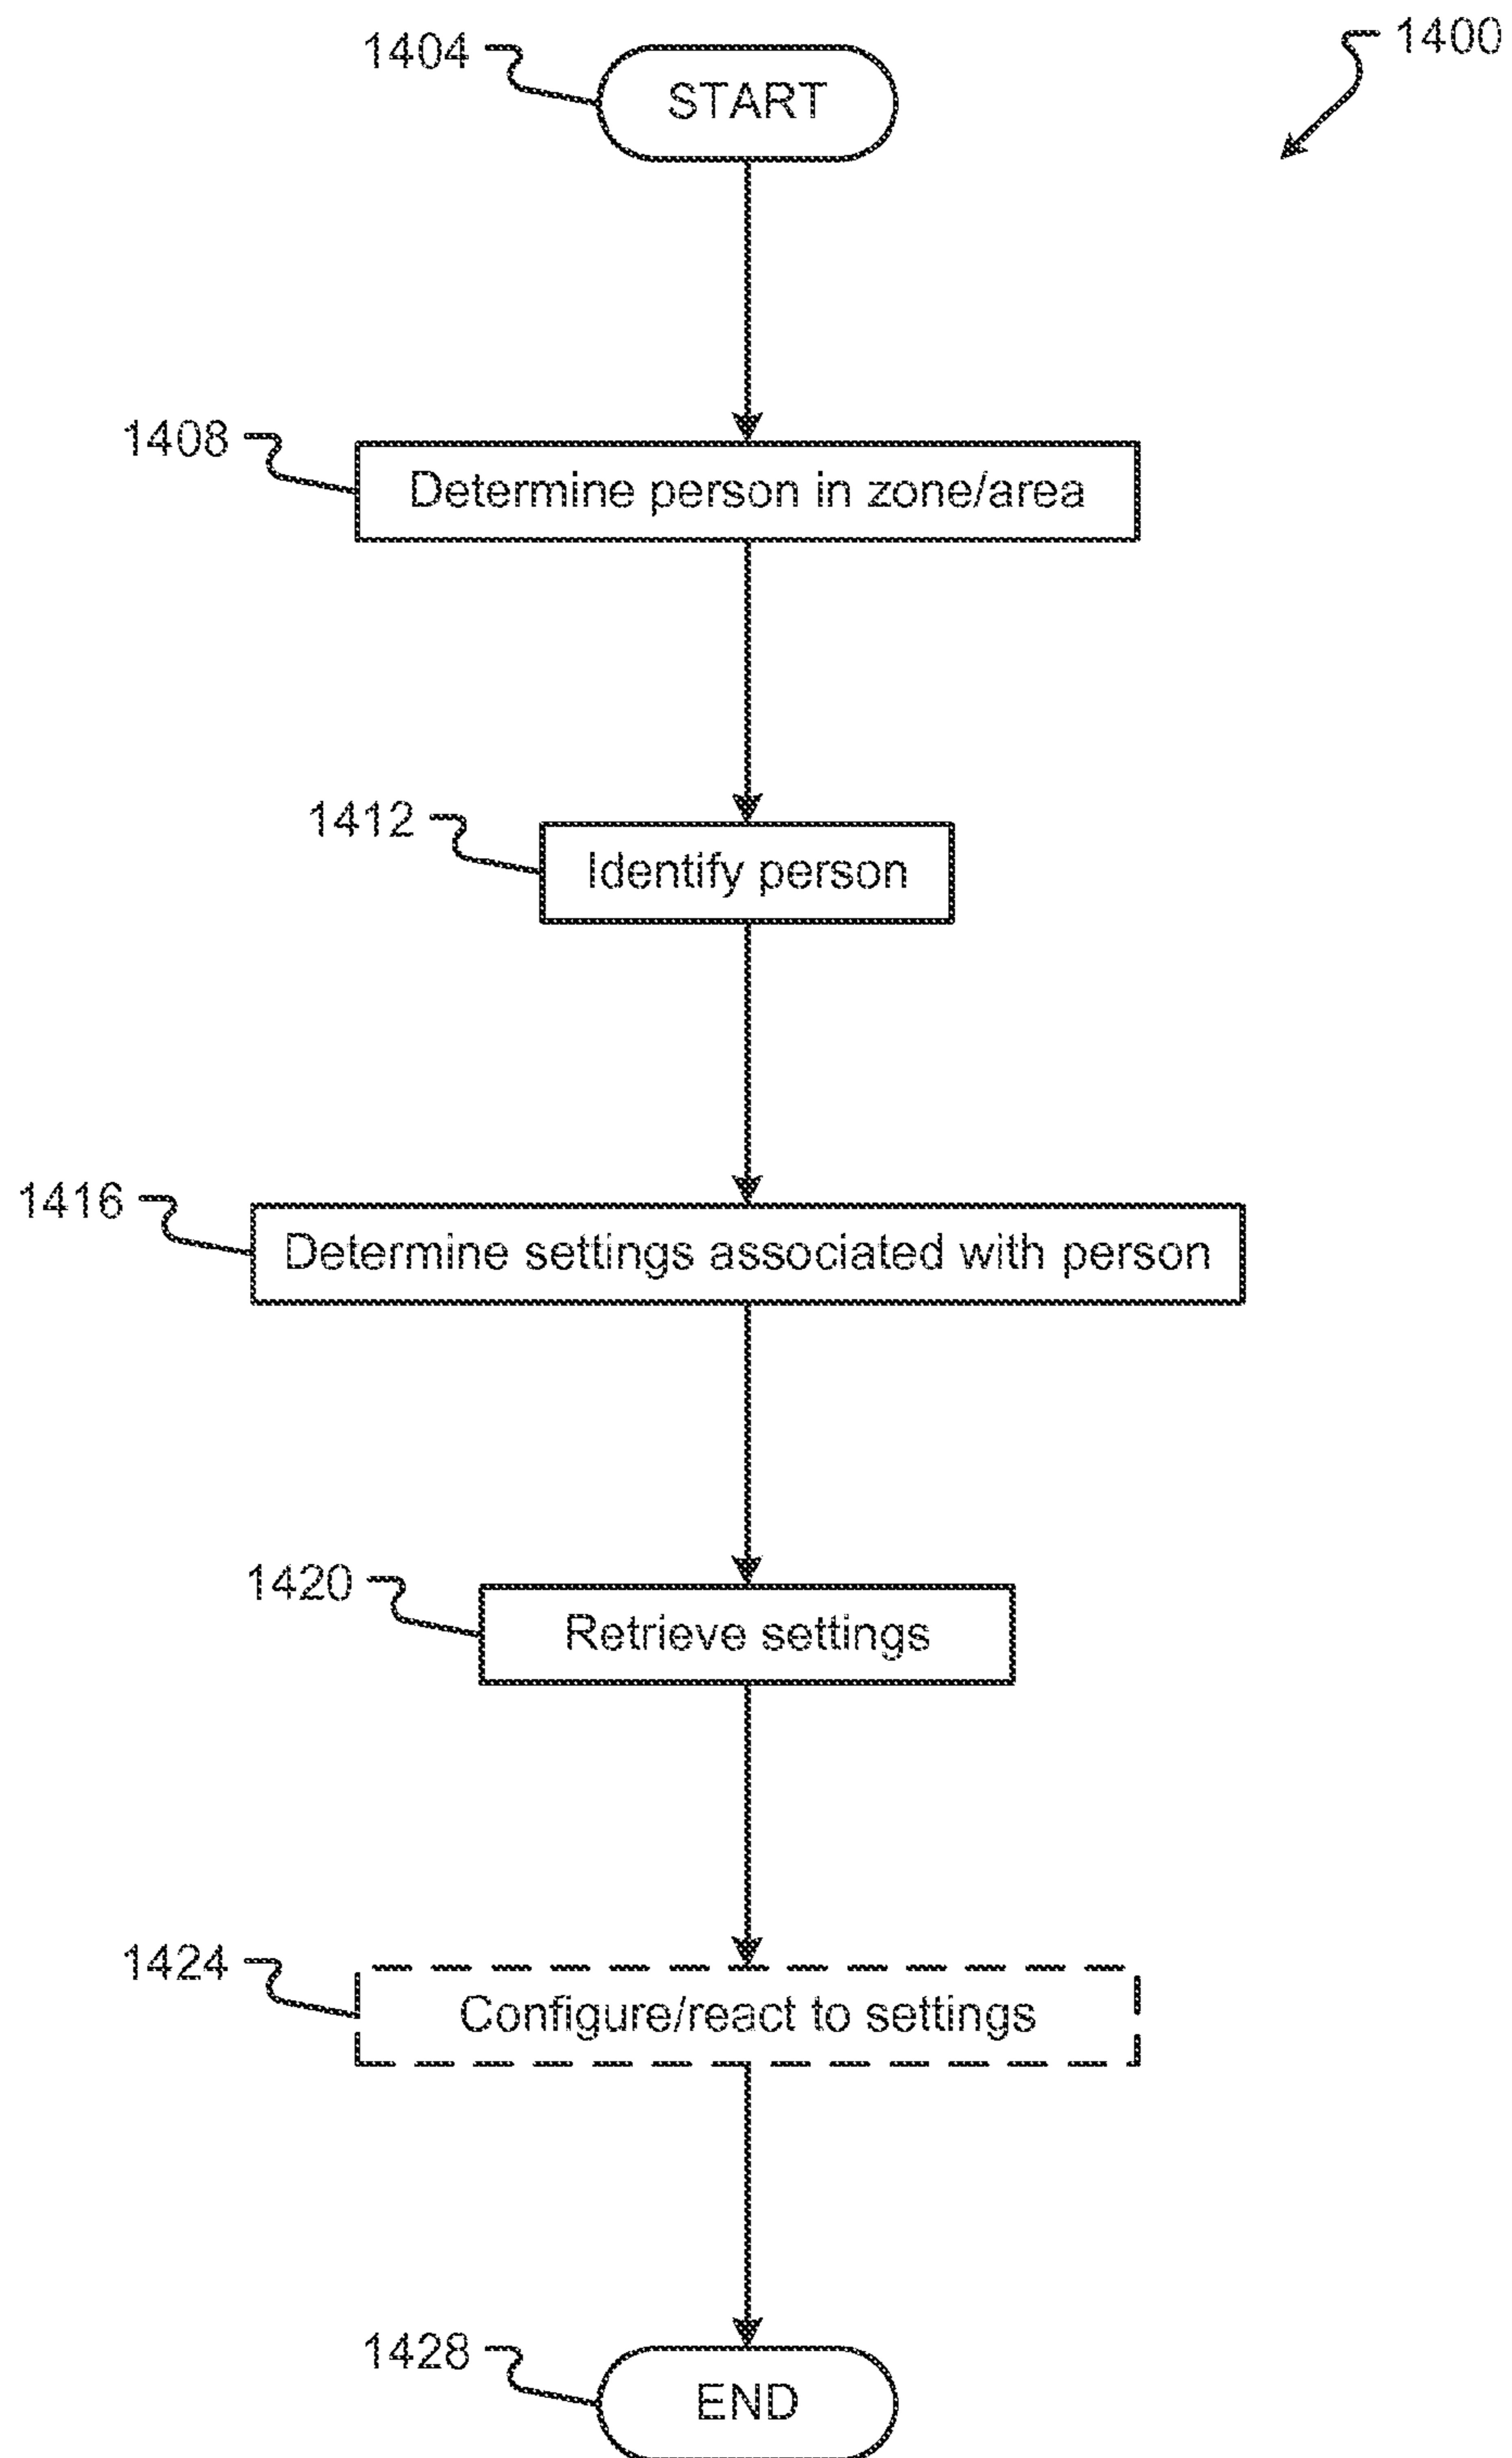 1400
1404
START
1408
Determine person in zone/area
1412
Identify person
1416
Determine settings associated with person
1420
Retrieve settings
1424
Configure/react to settings
1428
END